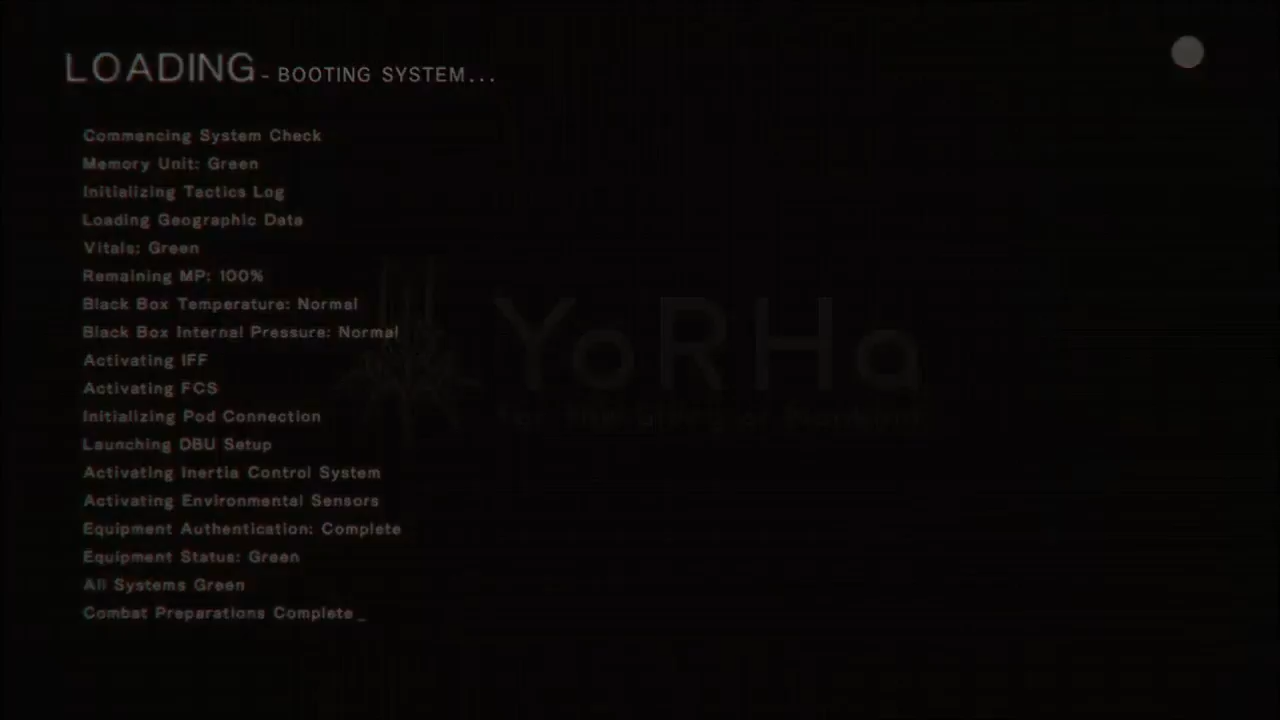 LOADING - BOOTING SYSTEM...
Commencing System Check
Memory Unit: Green
Initializing Tactics Log
Loading Geographic Data
Vitals: Green
Remaining MP: 100%
Black Box Temperature: Normal
Black Box Internal Pressure: Normal
Activating IFF
Activating FCS
Initializing Pod Connection
Launching DBU Setup
Activating Inertia Control System
Activating Environmental Sensors
Equipment Authentication: Complete
Equipment Status: Green
All Systems Green
Combat Preparations Complete _
YoRHa